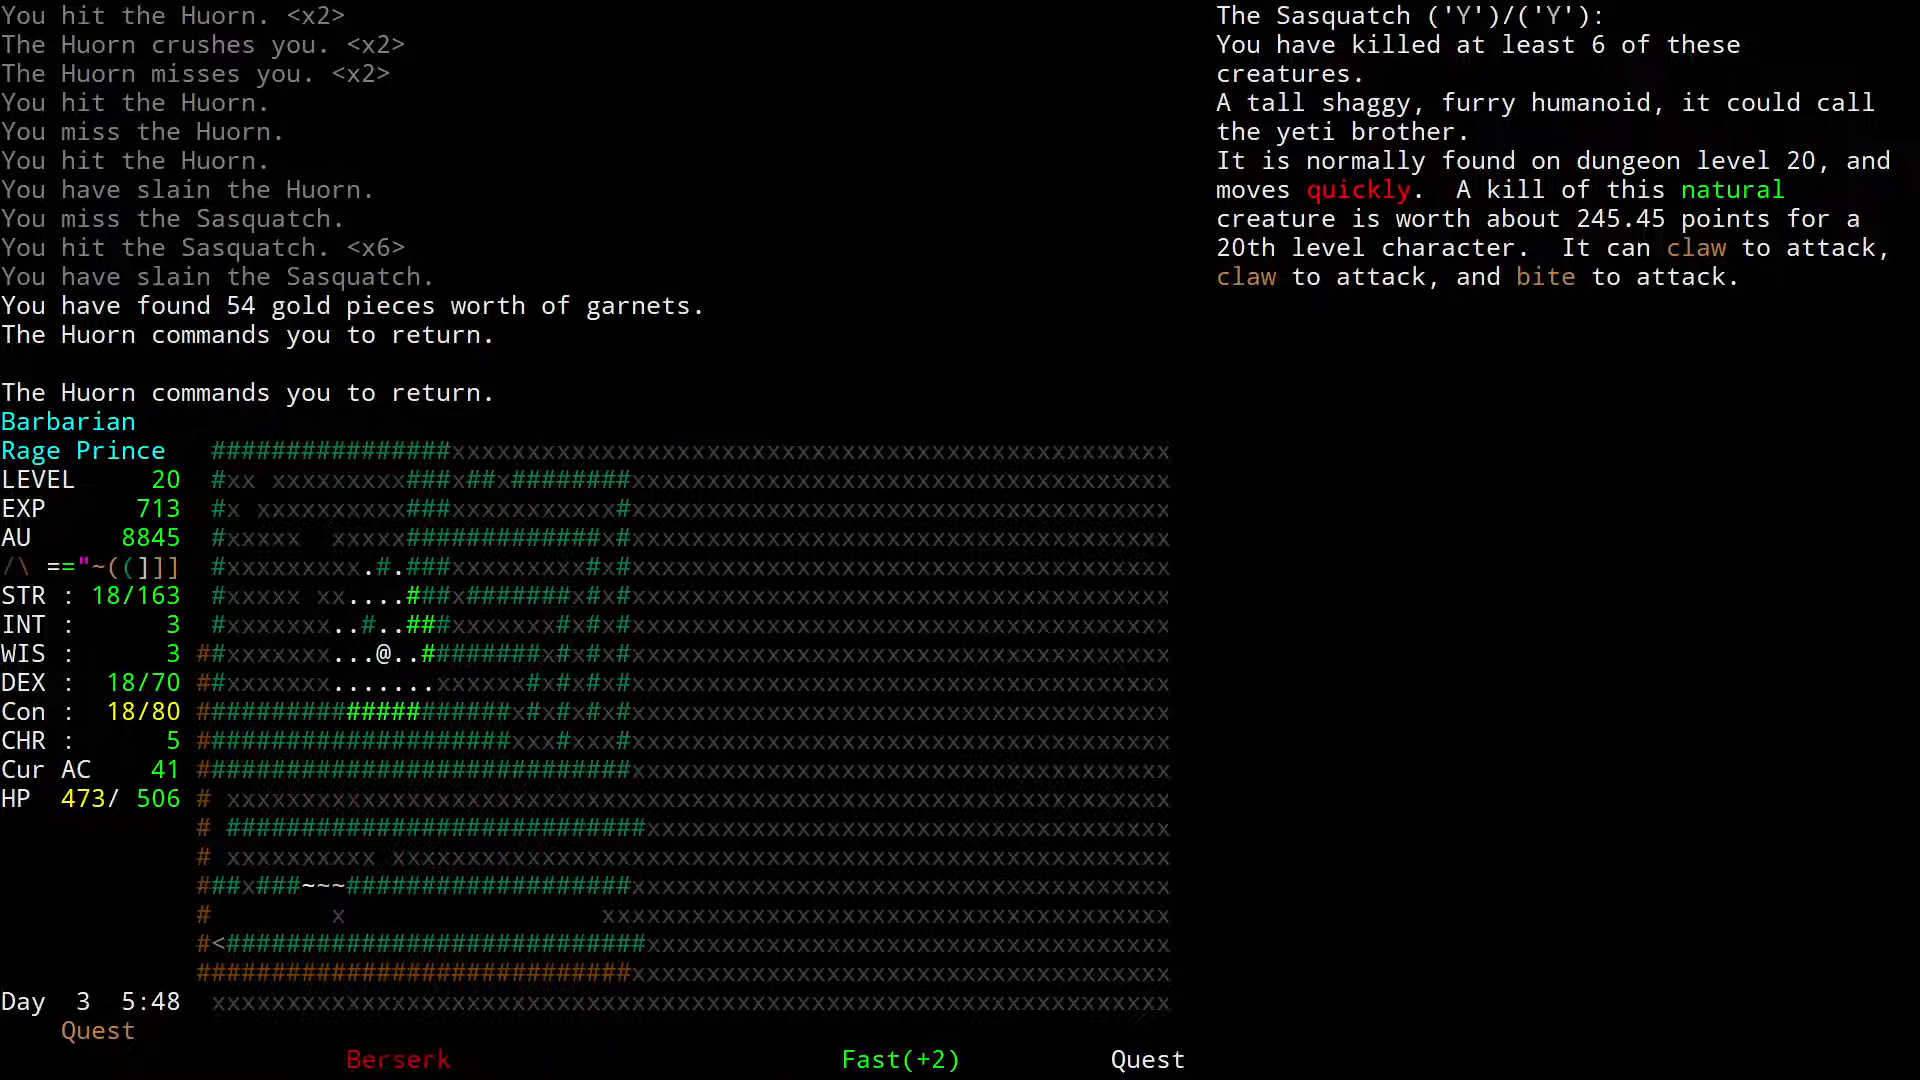 You hit the Huorn. <x2>
The Huorn crushes you. <x2>
The Huorn misses you. <x2>
You hit the Huorn.
You miss the Huorn.
You hit the Huorn.
You have slain the Huorn.
You miss the Sasquatch.
You hit the Sasquatch. <x6>
You have slain the Sasquatch.
You have found 54 gold pieces worth of garnets.
The Huorn commands you to return.
The Huorn commands you to return.
The Sasquatch ('Y')/('Y'):
You have killed at least 6 of these
creatures.
A tall shaggy, furry humanoid, it could call
the yeti brother.
It is normally found on dungeon level 20, and
moves quickly.  A kill of this natural
creature is worth about 245.45 points for a
20th level character.  It can claw to attack,
claw to attack, and bite to attack.
Barbarian
Rage Prince
LEVEL 20
EXP 713
AU 8845
/\ =="~((]]]
STR : 18/163
INT : 3
WIS : 3
DEX : 18/70
Con : 18/80
CHR : 5
Cur AC 41
HP 473/ 506
Day 3 5:48
Quest
Berserk
Fast(+2)
Quest